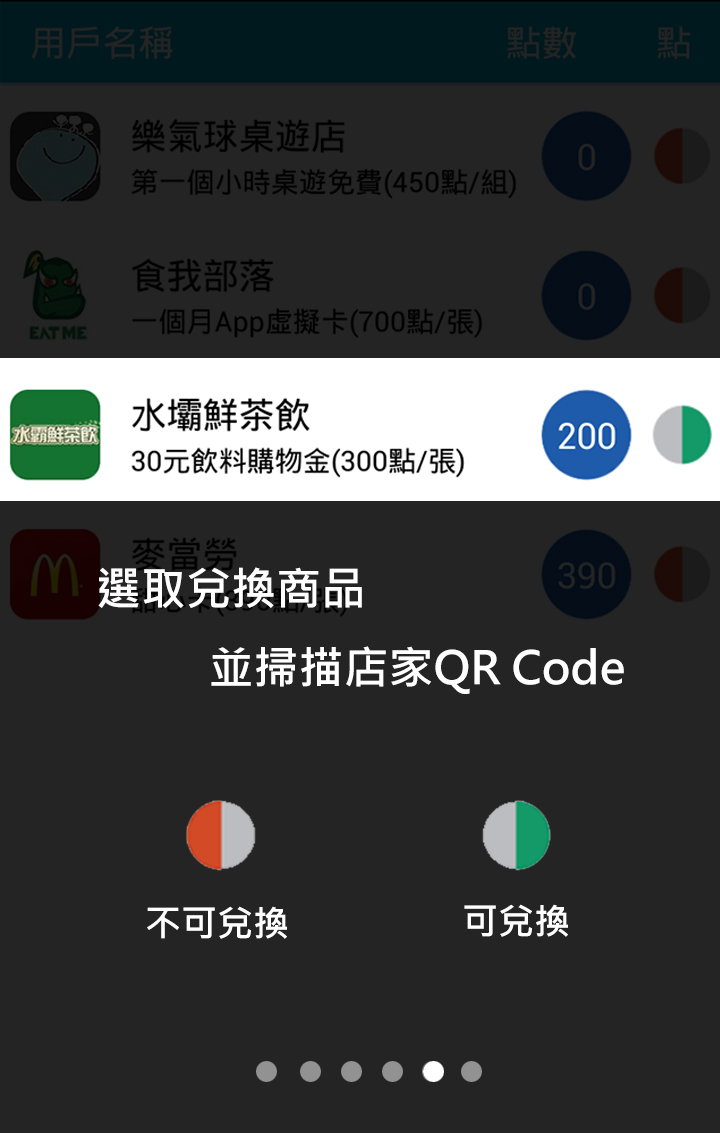 用戶名稱 點數 點
樂氣球桌遊店
第一個小時桌遊免費(450點/組)
0
食我部落
一個月App虛擬卡(700點/張)
0
EAT ME
水壩鮮茶飲
30元飲料購物金(300點/張)
200
水霸鮮茶飲
麥當勞
390
選取兌換商品
並掃描店家QR Code
不可兌換
可兌換